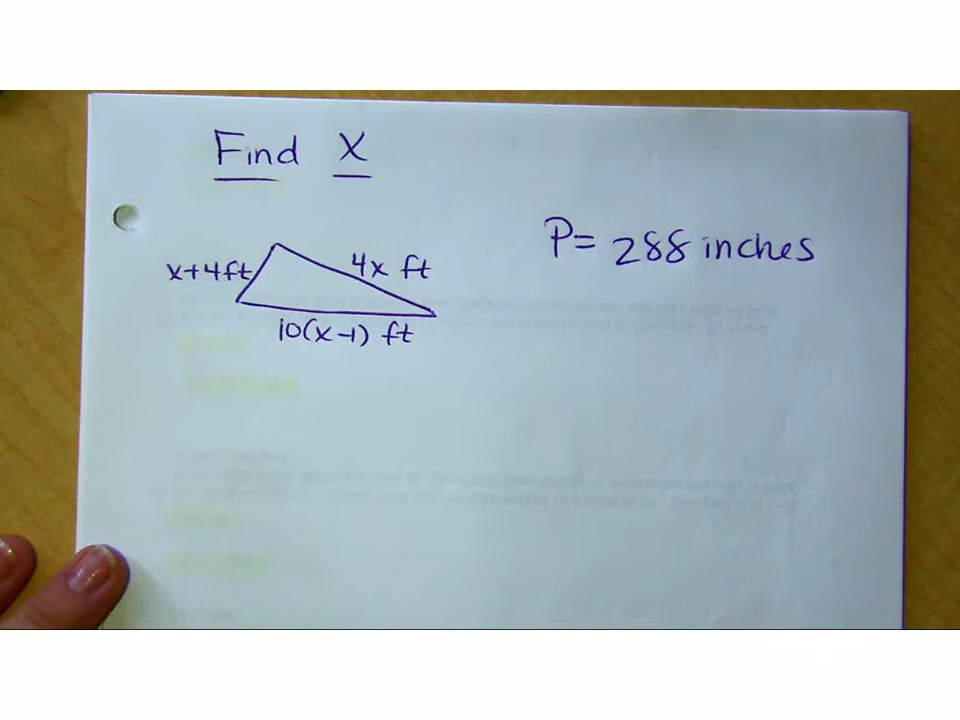 Find X
P= 288 inches
x+4ft
4x ft
10(x-1) ft